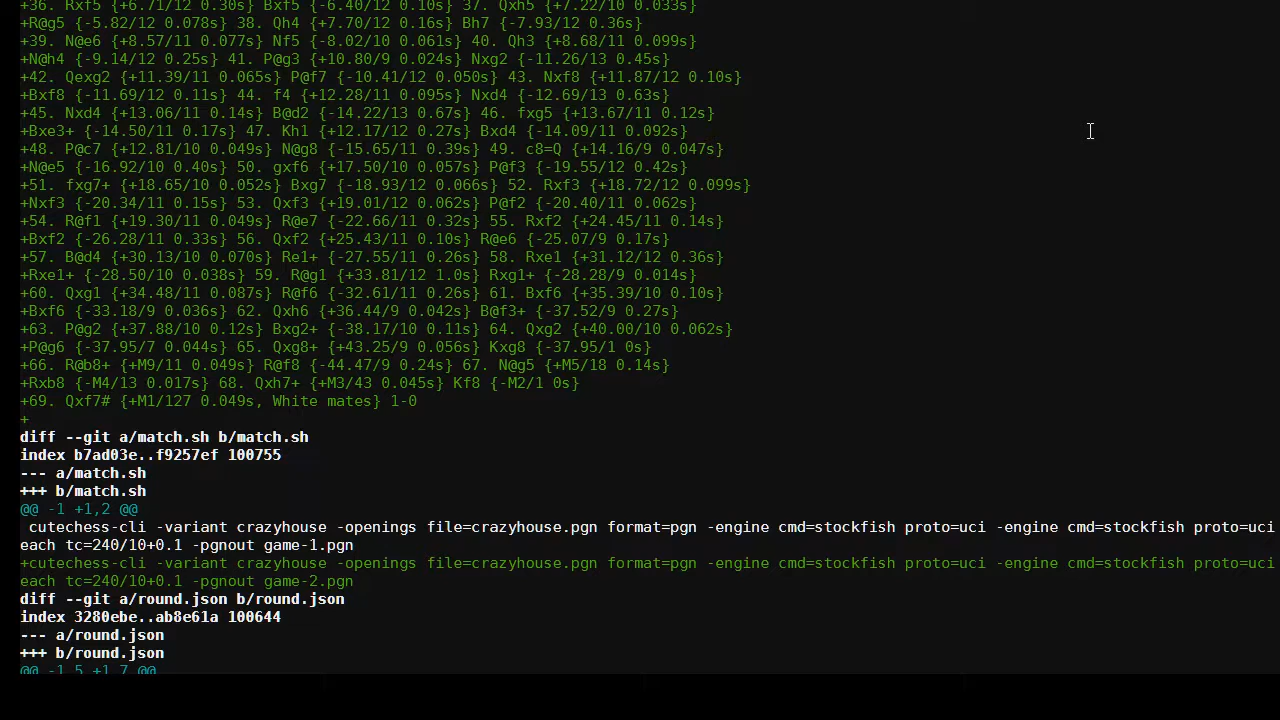 +36. Rxf5 {+6.71/12 0.30s} Bxf5 {-6.40/12 0.10s} 37. Qxh5 {+7.22/10 0.033s}
+R@g5 {-5.82/12 0.078s} 38. Qh4 {+7.70/12 0.16s} Bh7 {-7.93/12 0.36s}
+39. N@e6 {+8.57/11 0.077s} Nf5 {-8.02/10 0.061s} 40. Qh3 {+8.68/11 0.099s}
+N@h4 {-9.14/12 0.25s} 41. P@g3 {+10.80/9 0.024s} Nxg2 {-11.26/13 0.45s}
+42. Qexg2 {+11.39/11 0.065s} P@f7 {-10.41/12 0.050s} 43. Nxf8 {+11.87/12 0.10s}
+Bxf8 {-11.69/12 0.11s} 44. f4 {+12.28/11 0.095s} Nxd4 {-12.69/13 0.63s}
+45. Nxd4 {+13.06/11 0.14s} B@d2 {-14.22/13 0.67s} 46. fxg5 {+13.67/11 0.12s}
+Bxe3+ {-14.50/11 0.17s} 47. Kh1 {+12.17/12 0.27s} Bxd4 {-14.09/11 0.092s}
+48. P@c7 {+12.81/10 0.049s} N@g8 {-15.65/11 0.39s} 49. c8=Q {+14.16/9 0.047s}
+N@e5 {-16.92/10 0.40s} 50. gxf6 {+17.50/10 0.057s} P@f3 {-19.55/12 0.42s}
+51. fxg7+ {+18.65/10 0.052s} Bxg7 {-18.93/12 0.066s} 52. Rxf3 {+18.72/12 0.099s}
+Nxf3 {-20.34/11 0.15s} 53. Qxf3 {+19.01/12 0.062s} P@f2 {-20.40/11 0.062s}
+54. R@f1 {+19.30/11 0.049s} R@e7 {-22.66/11 0.32s} 55. Rxf2 {+24.45/11 0.14s}
+Bxf2 {-26.28/11 0.33s} 56. Qxf2 {+25.43/11 0.10s} R@e6 {-25.07/9 0.17s}
+57. B@d4 {+30.13/10 0.070s} Re1+ {-27.55/11 0.26s} 58. Rxe1 {+31.12/12 0.36s}
+Rxe1+ {-28.50/10 0.038s} 59. R@g1 {+33.81/12 1.0s} Rxg1+ {-28.28/9 0.014s}
+60. Qxg1 {+34.48/11 0.087s} R@f6 {-32.61/11 0.26s} 61. Bxf6 {+35.39/10 0.10s}
+Bxf6 {-33.18/9 0.036s} 62. Qxh6 {+36.44/9 0.042s} B@f3+ {-37.52/9 0.27s}
+63. P@g2 {+37.88/10 0.12s} Bxg2+ {-38.17/10 0.11s} 64. Qxg2 {+40.00/10 0.062s}
+P@g6 {-37.95/7 0.044s} 65. Qxg8+ {+43.25/9 0.056s} Kxg8 {-37.95/1 0s}
+66. R@b8+ {+M9/11 0.049s} R@f8 {-44.47/9 0.24s} 67. N@g5 {+M5/18 0.14s}
+Rxb8 {-M4/13 0.017s} 68. Qxh7+ {+M3/43 0.045s} Kf8 {-M2/1 0s}
+69. Qxf7# {+M1/127 0.049s, White mates} 1-0
+
diff --git a/match.sh b/match.sh
index b7ad03e..f9257ef 100755
--- a/match.sh
+++ b/match.sh
@@ -1 +1,2 @@
 cutechess-cli -variant crazyhouse -openings file=crazyhouse.pgn format=pgn -engine cmd=stockfish proto=uci -engine cmd=stockfish proto=uci
each tc=240/10+0.1 -pgnout game-1.pgn
+cutechess-cli -variant crazyhouse -openings file=crazyhouse.pgn format=pgn -engine cmd=stockfish proto=uci -engine cmd=stockfish proto=uci
each tc=240/10+0.1 -pgnout game-2.pgn
diff --git a/round.json b/round.json
index 3280ebe..ab8e61a 100644
--- a/round.json
+++ b/round.json
@@ -1,5 +1,7 @@